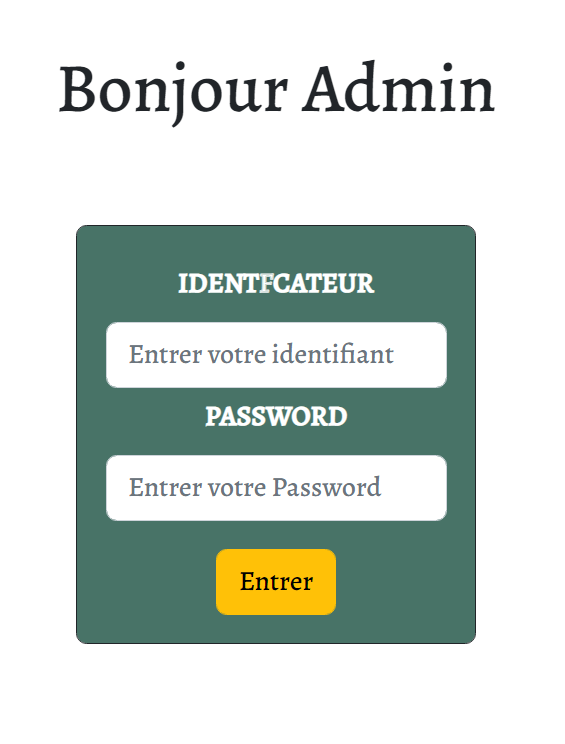 Bonjour Admin
IDENTFCATEUR
Entrer votre identifiant
PASSWORD
Entrer votre Password
Entrer